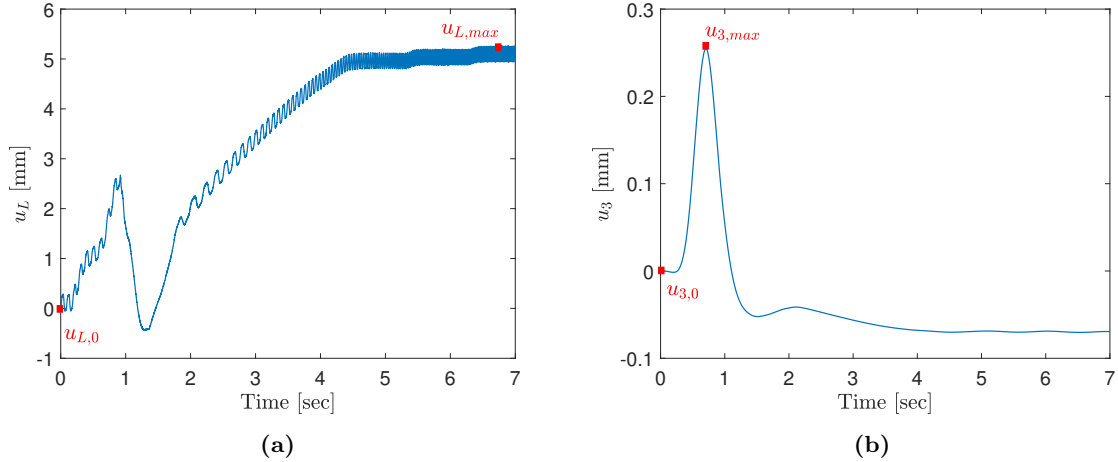 6
5
4
3
2
1
0
-1
u_L [mm]
u_{L,max}
u_{L,0}
0 1 2 3 4 5 6 7
Time [sec]
(a)
0.3
0.2
0.1
0
-0.1
u_3 [mm]
u_{3,max}
u_{3,0}
0 1 2 3 4 5 6 7
Time [sec]
(b)